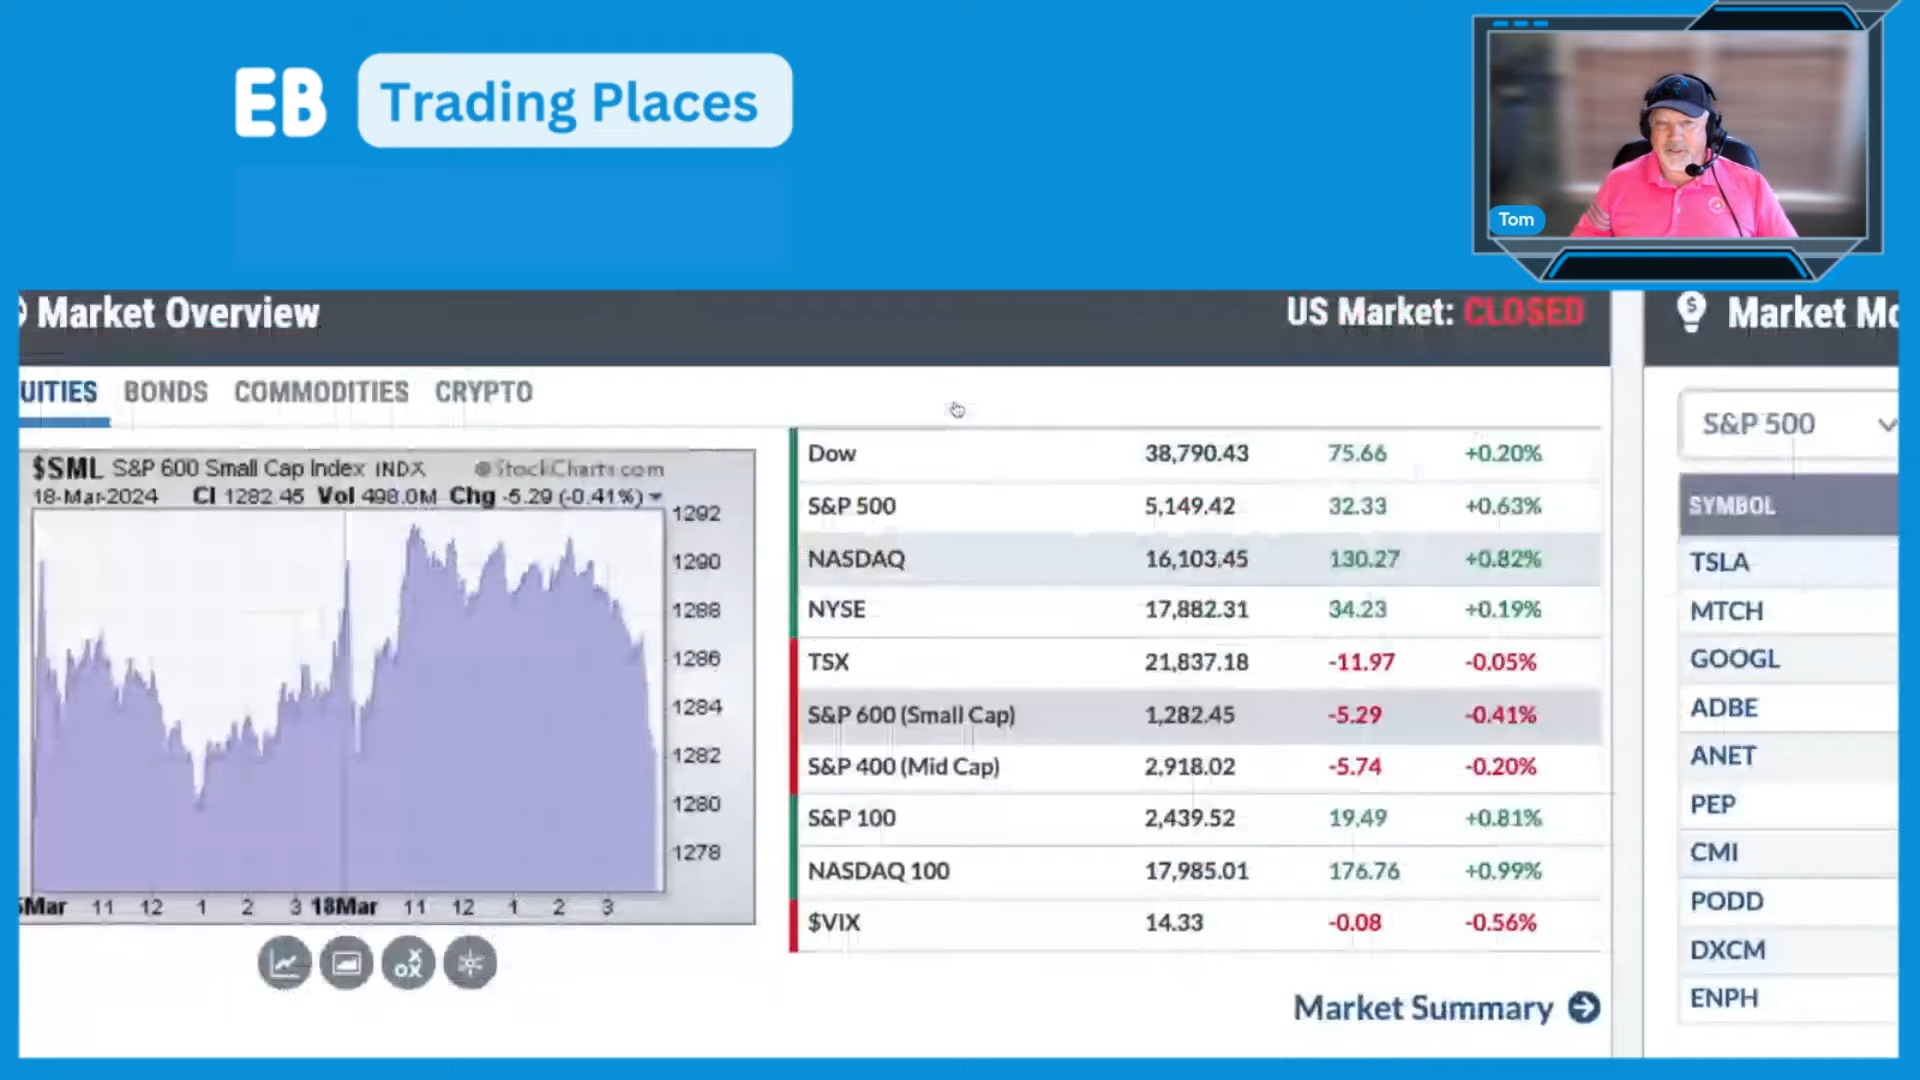 EB Trading Places
Tom
Market Overview
US Market: CLOSED
UITIES BONDS COMMODITIES CRYPTO
$SML S&P 600 Small Cap Index INDX @StockCharts.com
18-Mar-2024 Cl 1282.45 Vol 498.0M Chg -5.29 (-0.41%)
1292
1290
1288
1286
1284
1282
1280
1278
Mar 11 12 1 2 3 18Mar 11 12 1 2 3
Dow 38,790.43 75.66 +0.20%
S&P 500 5,149.42 32.33 +0.63%
NASDAQ 16,103.45 130.27 +0.82%
NYSE 17,882.31 34.23 +0.19%
TSX 21,837.18 -11.97 -0.05%
S&P 600 (Small Cap) 1,282.45 -5.29 -0.41%
S&P 400 (Mid Cap) 2,918.02 -5.74 -0.20%
S&P 100 2,439.52 19.49 +0.81%
NASDAQ 100 17,985.01 176.76 +0.99%
$VIX 14.33 -0.08 -0.56%
Market Summary
Market Mo
S&P 500
SYMBOL
TSLA
MTCH
GOOGL
ADBE
ANET
PEP
CMI
PODD
DXCM
ENPH